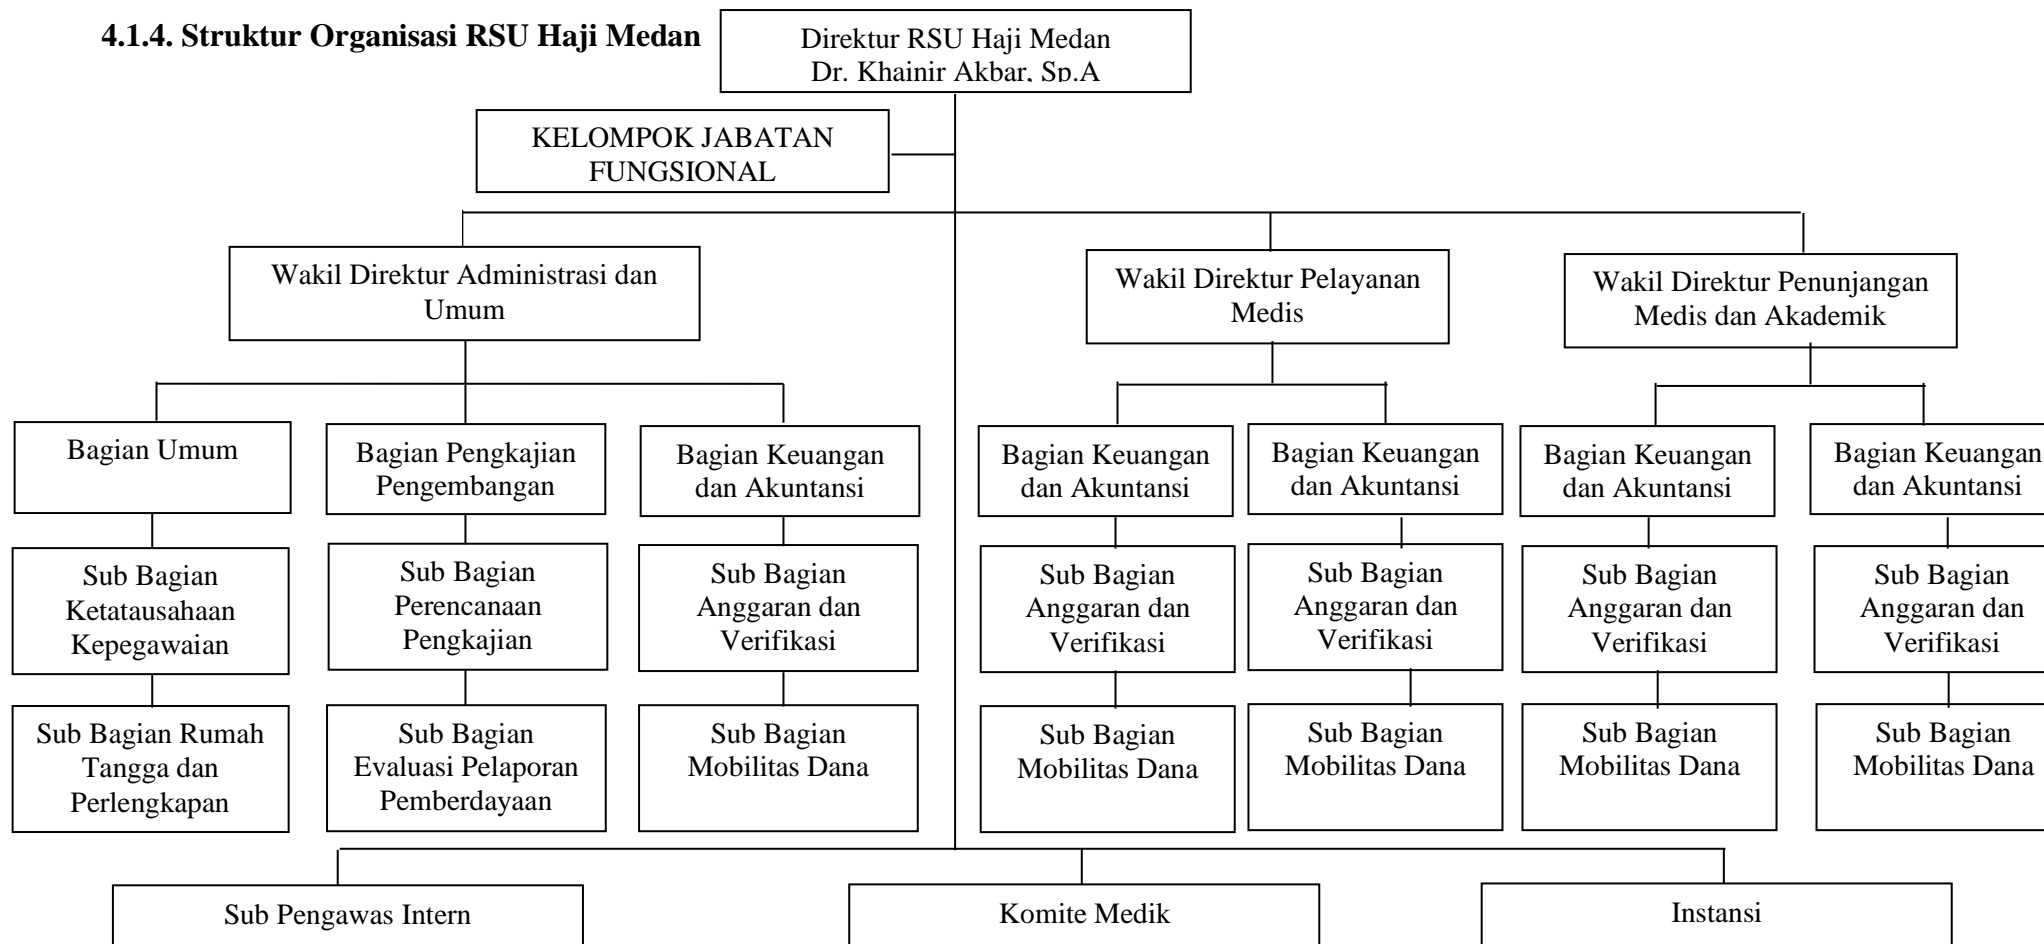 4.1.4. Struktur Organisasi RSU Haji Medan
Direktur RSU Haji Medan
Dr. Khainir Akbar, Sp.A
KELOMPOK JABATAN
FUNGSIONAL
Wakil Direktur Administrasi dan
Umum
Wakil Direktur Pelayanan
Medis
Wakil Direktur Penunjangan
Medis dan Akademik
Bagian Umum
Bagian Pengkajian
Pengembangan
Bagian Keuangan
dan Akuntansi
Bagian Keuangan
dan Akuntansi
Bagian Keuangan
dan Akuntansi
Bagian Keuangan
dan Akuntansi
Bagian Keuangan
dan Akuntansi
Sub Bagian
Ketatausahaan
Kepegawaian
Sub Bagian
Perencanaan
Pengkajian
Sub Bagian
Anggaran dan
Verifikasi
Sub Bagian
Anggaran dan
Verifikasi
Sub Bagian
Anggaran dan
Verifikasi
Sub Bagian
Anggaran dan
Verifikasi
Sub Bagian
Anggaran dan
Verifikasi
Sub Bagian Rumah
Tangga dan
Perlengkapan
Sub Bagian
Evaluasi Pelaporan
Pemberdayaan
Sub Bagian
Mobilitas Dana
Sub Bagian
Mobilitas Dana
Sub Bagian
Mobilitas Dana
Sub Bagian
Mobilitas Dana
Sub Bagian
Mobilitas Dana
Sub Pengawas Intern
Komite Medik
Instansi